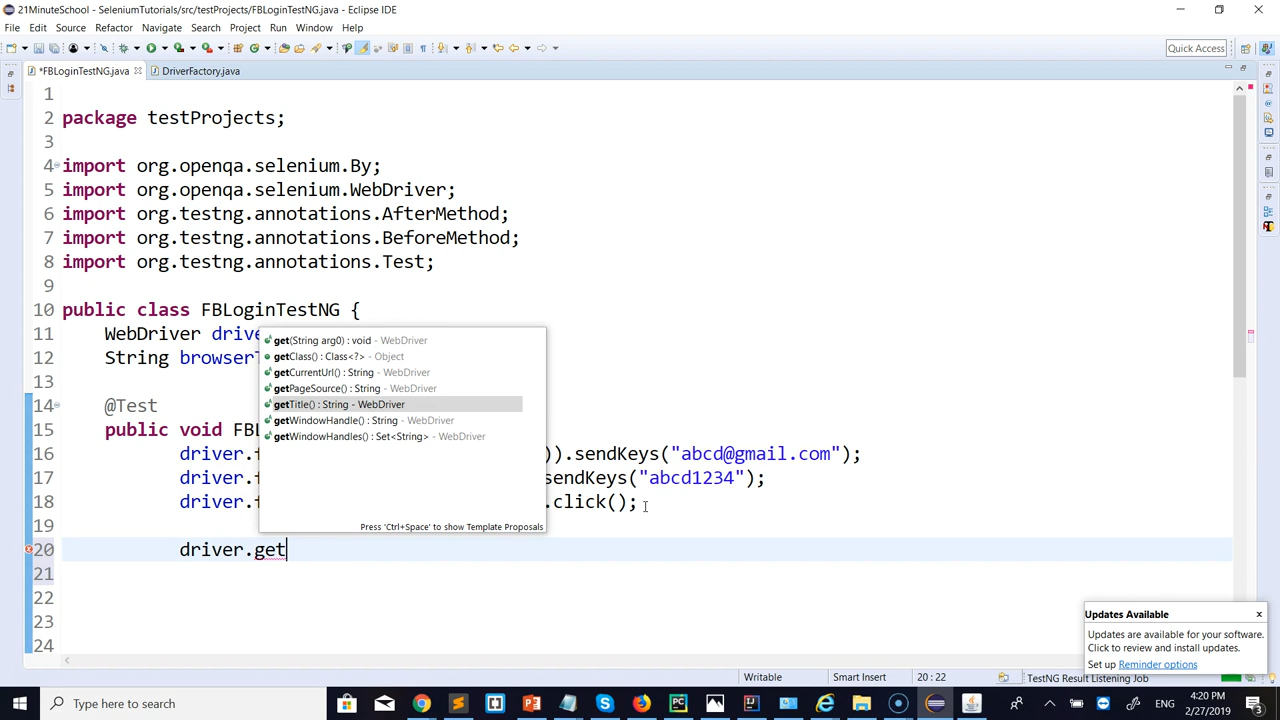 21MinuteSchool - SeleniumTutorials/src/testProjects/FBLoginTestNG.java - Eclipse IDE
File Edit Source Refactor Navigate Search Project Run Window Help
Quick Access
*FBLoginTestNG.java DriverFactory.java
1
2 package testProjects;
3
4 import org.openqa.selenium.By;
5 import org.openqa.selenium.WebDriver;
6 import org.testng.annotations.AfterMethod;
7 import org.testng.annotations.BeforeMethod;
8 import org.testng.annotations.Test;
9
10 public class FBLoginTestNG {
11 WebDriver drive
12 String browserT
13
14 @Test
15 public void FB
16 driver.f )).sendKeys("abcd@gmail.com");
17 driver.f sendKeys("abcd1234");
18 driver.f .click();
19
20 driver.get
21
22
23
24
get(String arg0) : void - WebDriver
getClass() : Class<?> - Object
getCurrentUrl() : String - WebDriver
getPageSource() : String - WebDriver
getTitle() : String - WebDriver
getWindowHandle() : String - WebDriver
getWindowHandles() : Set<String> - WebDriver
Press 'Ctrl+Space' to show Template Proposals
Updates Available
Updates are available for your software.
Click to review and install updates.
Set up Reminder options
Writable Smart Insert 20 : 22 TestNG Result Listening Job
Type here to search
ENG
4:20 PM
2/27/2019
3